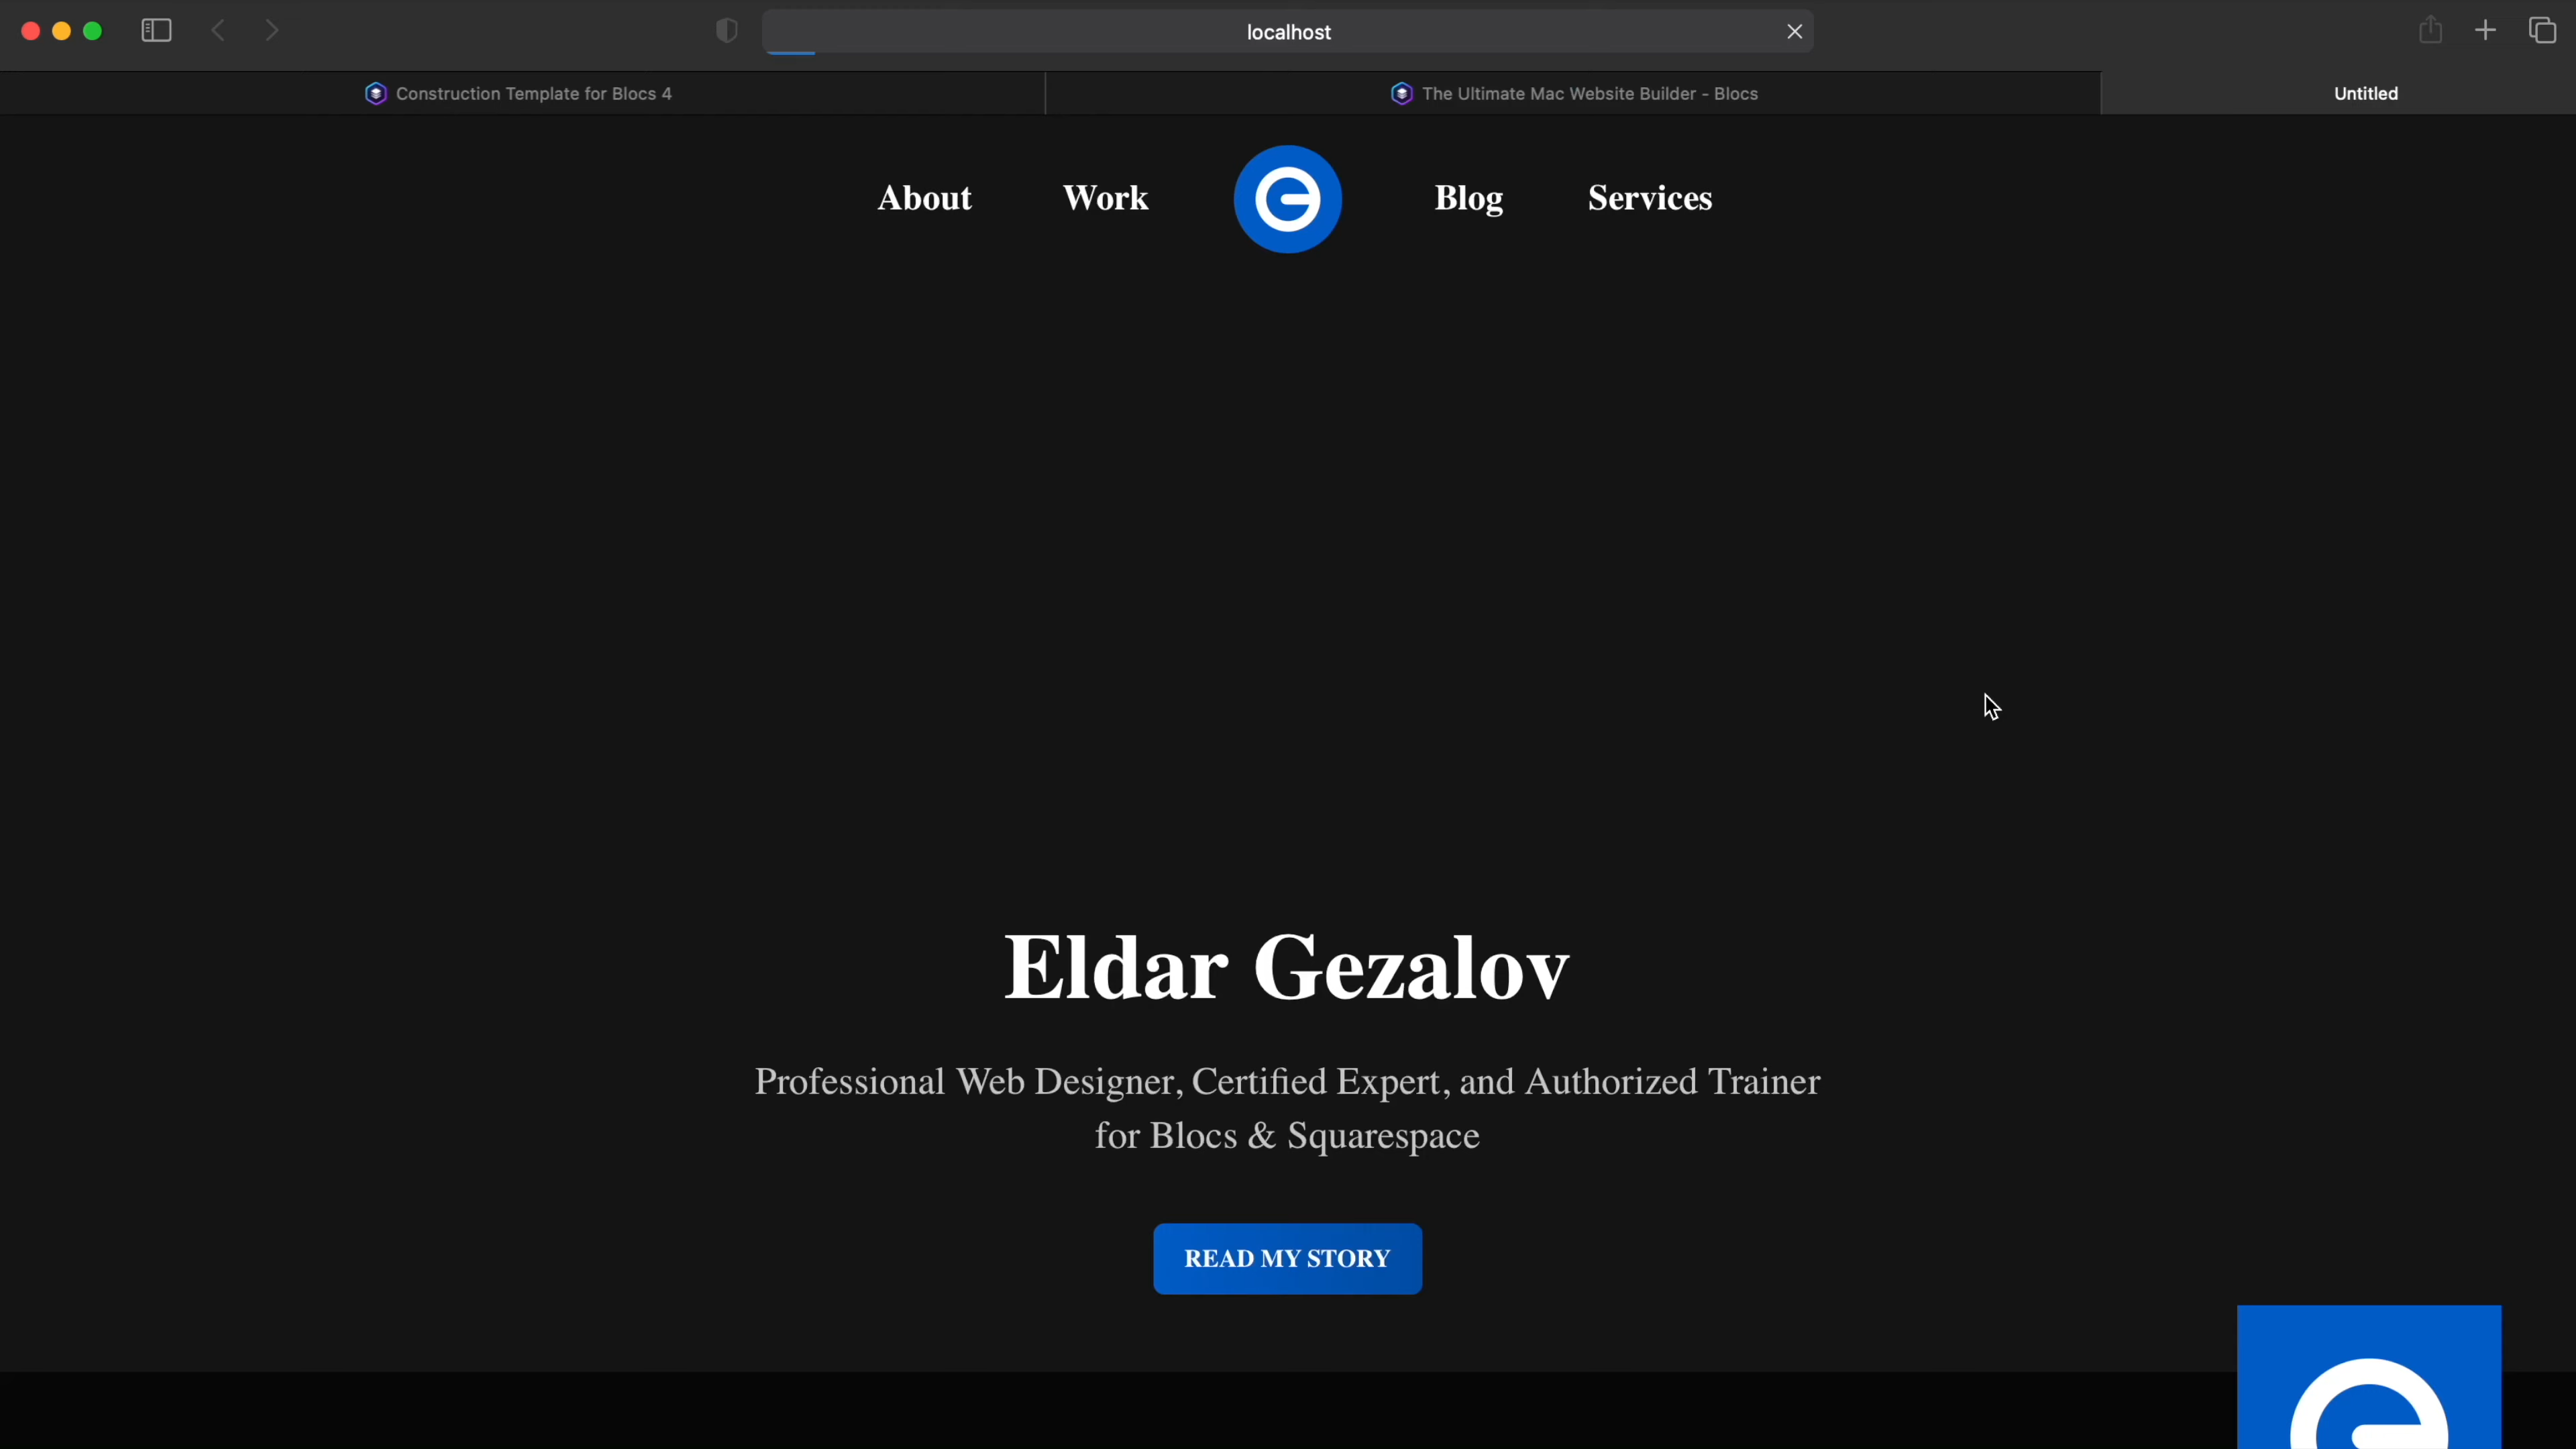 localhost
Construction Template for Blocs 4
The Ultimate Mac Website Builder - Blocs
Untitled
About
Work
Blog
Services
Eldar Gezalov
Professional Web Designer, Certified Expert, and Authorized Trainer
for Blocs & Squarespace
READ MY STORY